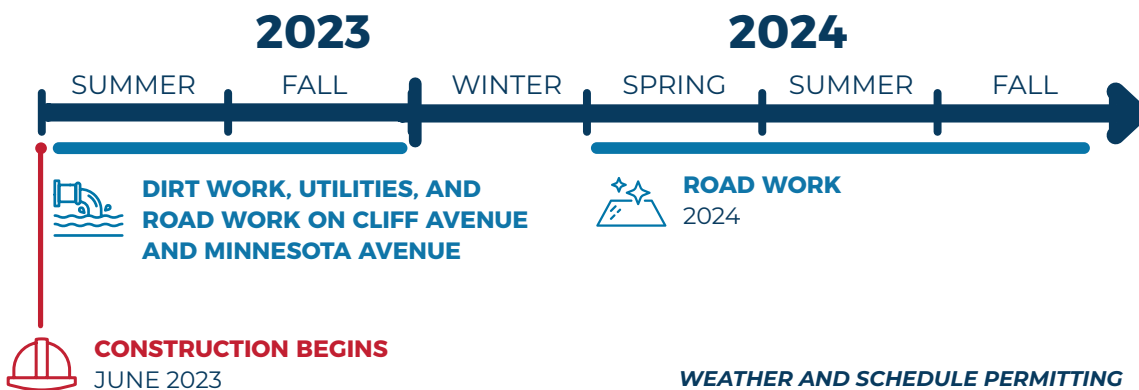 2023 2024
SUMMER FALL WINTER SPRING SUMMER FALL
DIRT WORK, UTILITIES, AND
ROAD WORK ON CLIFF AVENUE
AND MINNESOTA AVENUE
ROAD WORK
2024
CONSTRUCTION BEGINS
JUNE 2023
WEATHER AND SCHEDULE PERMITTING